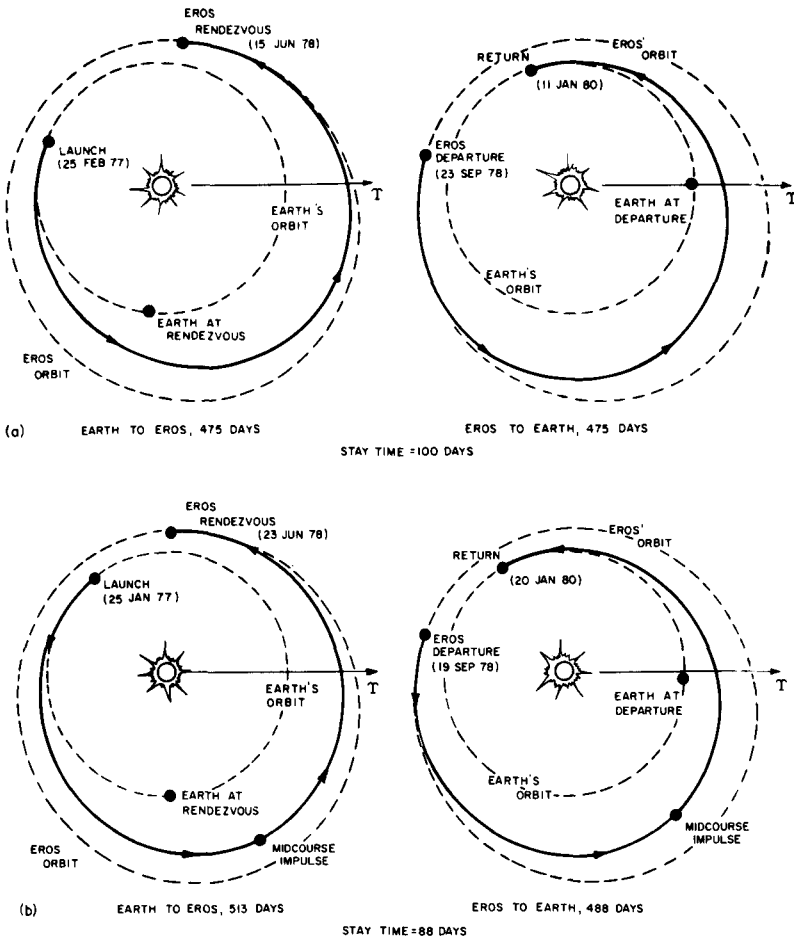 EROS
RENDEZVOUS
(15 JUN 78)
LAUNCH
(25 FEB 77)
EARTH'S
ORBIT
ϒ
EARTH AT
RENDEZVOUS
EROS
ORBIT
EROS'
ORBIT
RETURN
(11 JAN 80)
EROS
DEPARTURE
(23 SEP 78)
EARTH AT
DEPARTURE
ϒ
EARTH'S
ORBIT
(a) EARTH TO EROS, 475 DAYS
EROS TO EARTH, 475 DAYS
STAY TIME = 100 DAYS
EROS
RENDEZVOUS
(23 JUN 78)
LAUNCH
(25 JAN 77)
EARTH'S
ORBIT
ϒ
EARTH AT
RENDEZVOUS
EROS
ORBIT
MIDCOURSE
IMPULSE
EROS'
ORBIT
RETURN
(20 JAN 80)
EROS
DEPARTURE
(19 SEP 78)
EARTH AT
DEPARTURE
ϒ
EARTH'S
ORBIT
MIDCOURSE
IMPULSE
(b) EARTH TO EROS, 513 DAYS
EROS TO EARTH, 488 DAYS
STAY TIME = 88 DAYS